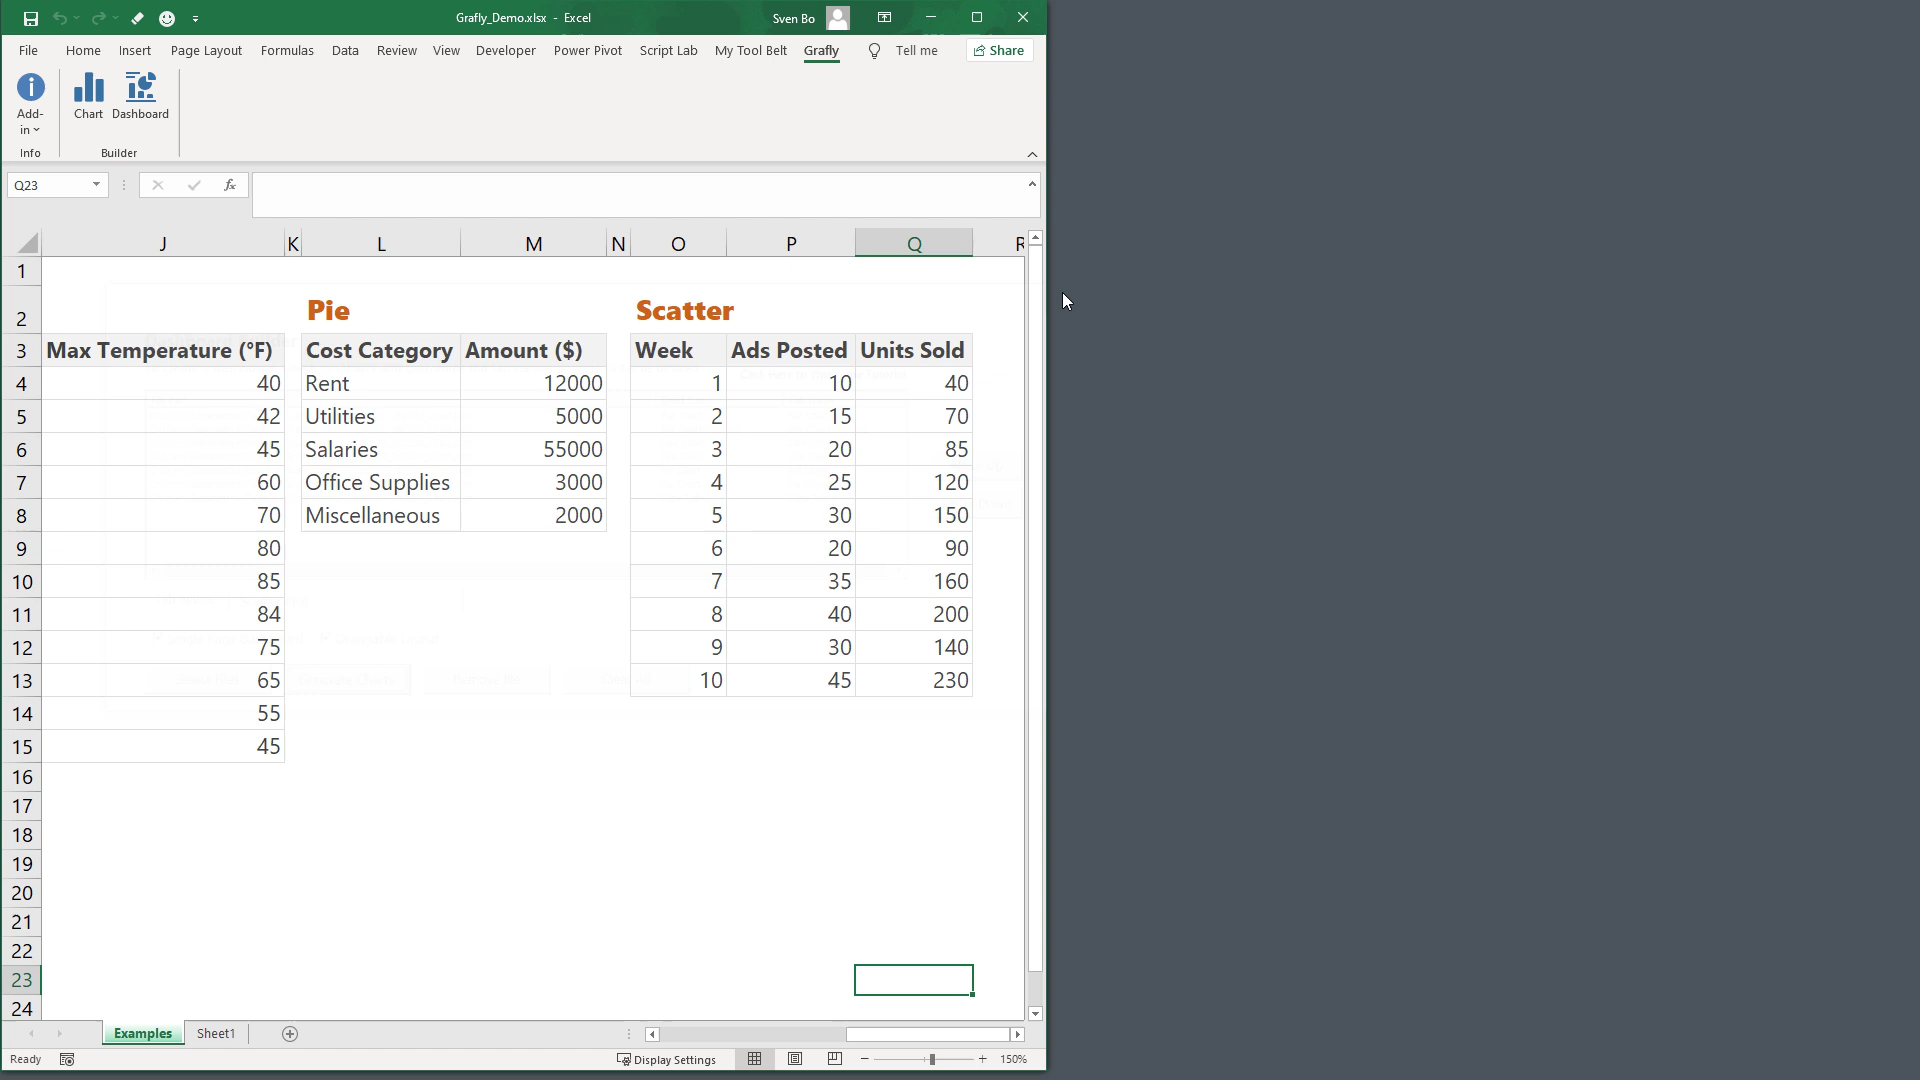 Grafly_Demo.xlsx - Excel
Sven Bo
File Home Insert Page Layout Formulas Data Review View Developer Power Pivot Script Lab My Tool Belt Grafly Tell me Share
Add-in
Chart
Dashboard
Info
Builder
Q23
fx
J K L M N O P Q R
1
2 Pie Scatter
3 Max Temperature (°F) Cost Category Amount ($) Week Ads Posted Units Sold
4 40 Rent 12000 1 10 40
5 42 Utilities 5000 2 15 70
6 45 Salaries 55000 3 20 85
7 60 Office Supplies 3000 4 25 120
8 70 Miscellaneous 2000 5 30 150
9 80 6 20 90
10 85 7 35 160
11 84 8 40 200
12 75 9 30 140
13 65 10 45 230
14 55
15 45
16
17
18
19
20
21
22
23
24
Examples Sheet1
Ready Display Settings 150%